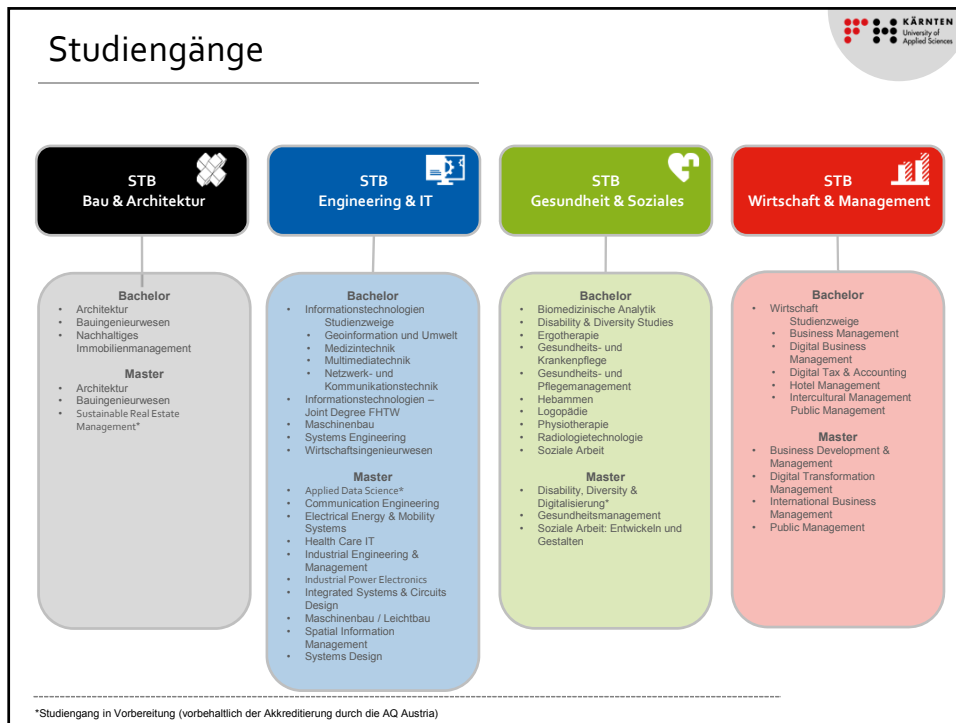 Studiengänge
KÄRNTEN
University of
Applied Sciences
STB
Bau & Architektur
Bachelor
• Architektur
• Bauingenieurwesen
• Nachhaltiges
Immobilienmanagement
Master
• Architektur
• Bauingenieurwesen
• Sustainable Real Estate
Management*
STB
Engineering & IT
Bachelor
• Informationstechnologien
Studienzweige
• Geoinformation und Umwelt
• Medizintechnik
• Multimediatechnik
• Netzwerk- und
Kommunikationstechnik
• Informationstechnologien –
Joint Degree FHTW
• Maschinenbau
• Systems Engineering
• Wirtschaftsingenieurwesen
Master
• Applied Data Science*
• Communication Engineering
• Electrical Energy & Mobility
Systems
• Health Care IT
• Industrial Engineering &
Management
• Industrial Power Electronics
• Integrated Systems & Circuits
Design
• Maschinenbau / Leichtbau
• Spatial Information
Management
• Systems Design
STB
Gesundheit & Soziales
Bachelor
• Biomedizinische Analytik
• Disability & Diversity Studies
• Ergotherapie
• Gesundheits- und
Krankenpflege
• Gesundheits- und
Pflegemanagement
• Hebammen
• Logopädie
• Physiotherapie
• Radiologietechnologie
• Soziale Arbeit
Master
• Disability, Diversity &
Digitalisierung*
• Gesundheitsmanagement
• Soziale Arbeit: Entwickeln und
Gestalten
STB
Wirtschaft & Management
Bachelor
• Wirtschaft
Studienzweige
• Business Management
• Digital Business
Management
• Digital Tax & Accounting
• Hotel Management
• Intercultural Management
Public Management
Master
• Business Development &
Management
• Digital Transformation
Management
• International Business
Management
• Public Management
*Studiengang in Vorbereitung (vorbehaltlich der Akkreditierung durch die AQ Austria)